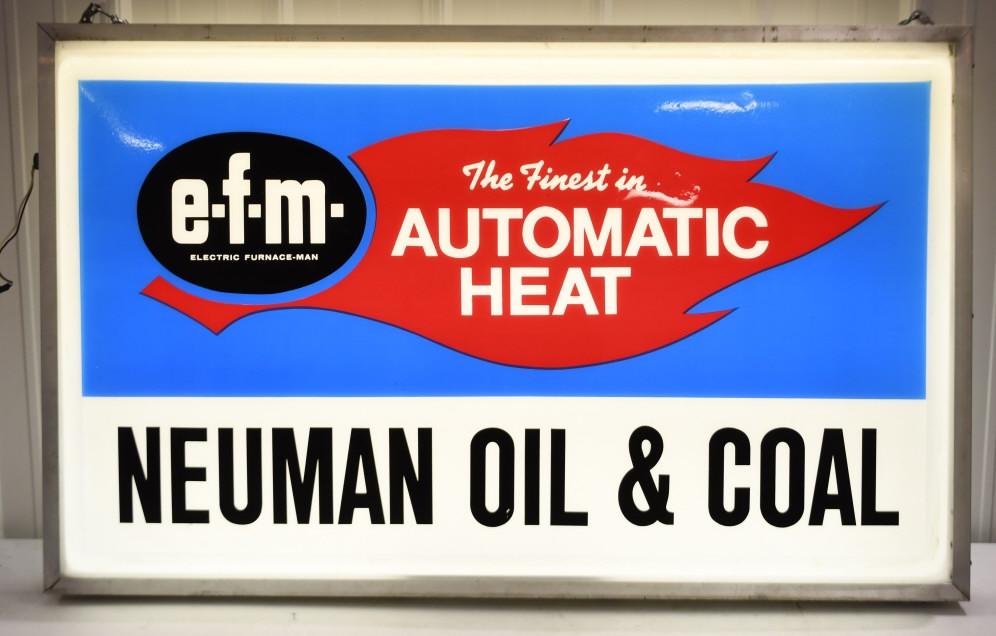 e-f-m-
ELECTRIC FURNACE-MAN
The Finest in
AUTOMATIC
HEAT
NEUMAN OIL & COAL